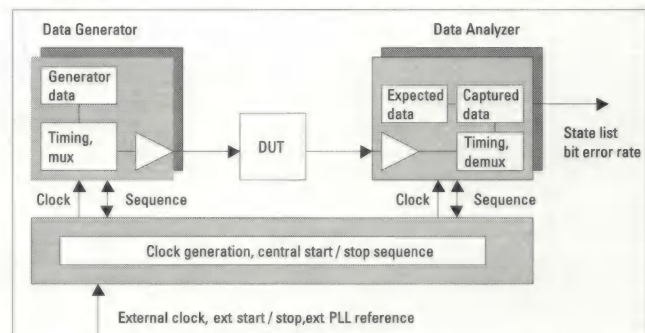 Data Generator
Data Analyzer
Generator
data
Timing,
mux
DUT
Expected
data
Captured
data
Timing,
demux
State list
bit error rate
Clock
Sequence
Clock
Sequence
Clock generation, central start / stop sequence
External clock, ext start / stop,ext PLL reference